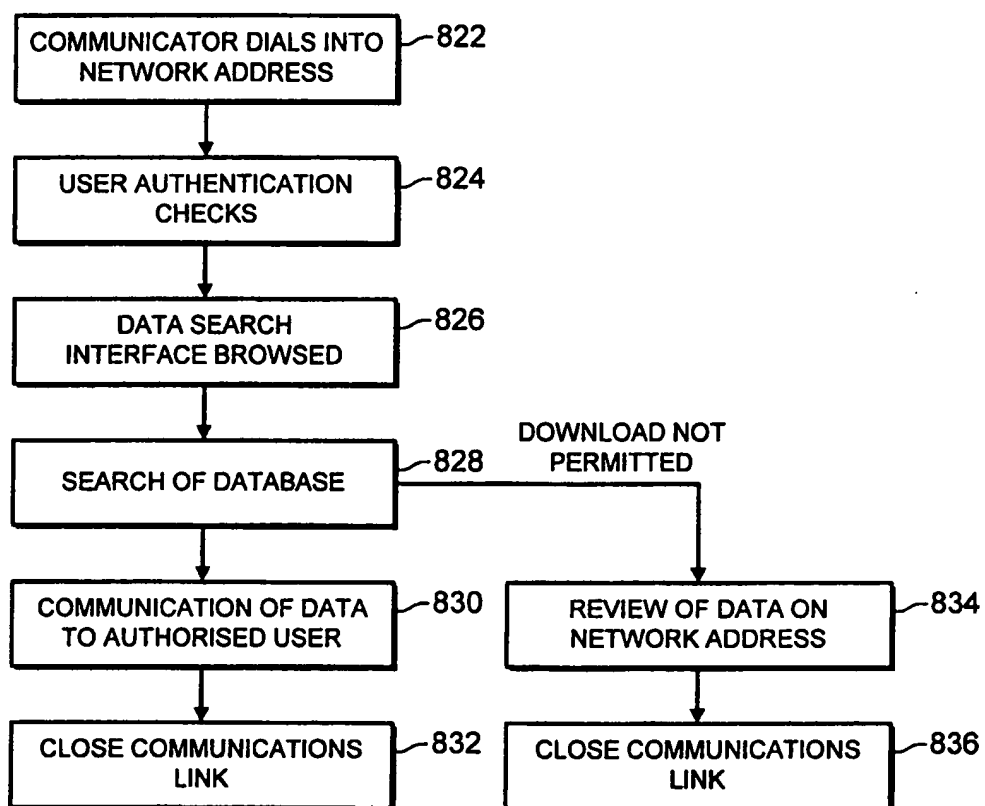 COMMUNICATOR DIALS INTO
NETWORK ADDRESS
822
USER AUTHENTICATION
CHECKS
824
DATA SEARCH
INTERFACE BROWSED
826
SEARCH OF DATABASE
828
DOWNLOAD NOT
PERMITTED
COMMUNICATION OF DATA
TO AUTHORISED USER
830
REVIEW OF DATA ON
NETWORK ADDRESS
834
CLOSE COMMUNICATIONS
LINK
832
CLOSE COMMUNICATIONS
LINK
836